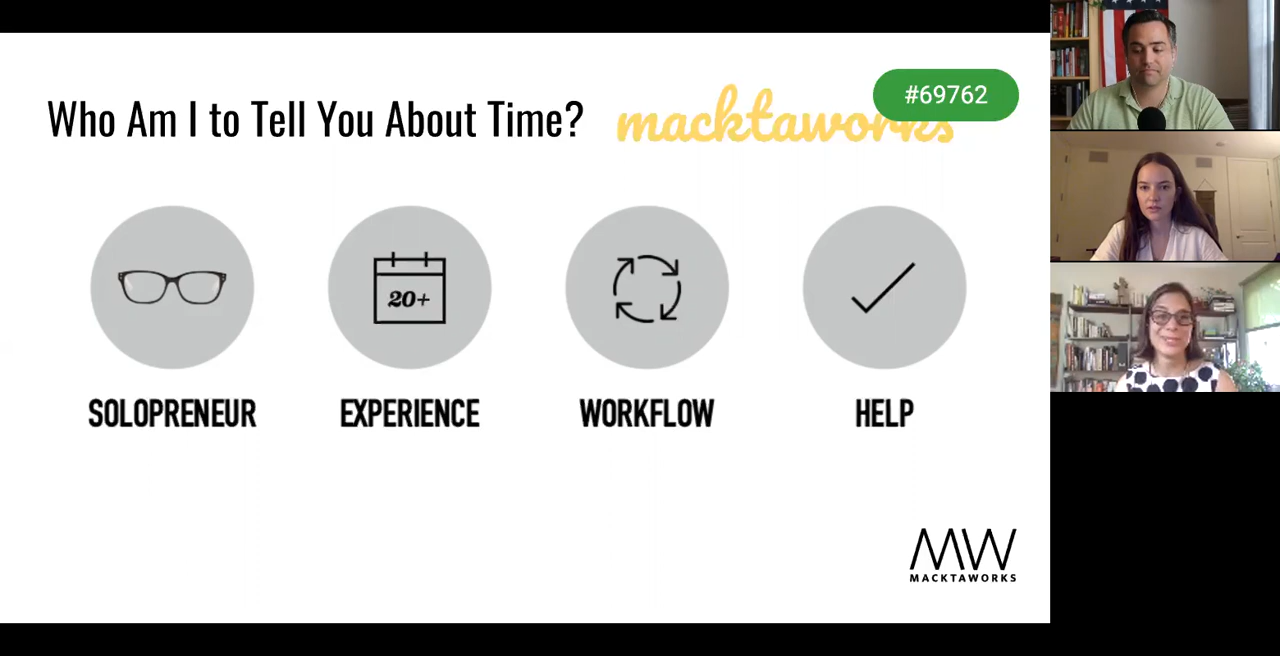 Who Am I to Tell You About Time?
macktaworks
#69762
20+
SOLOPRENEUR
EXPERIENCE
WORKFLOW
HELP
MW
MACKTAWORKS